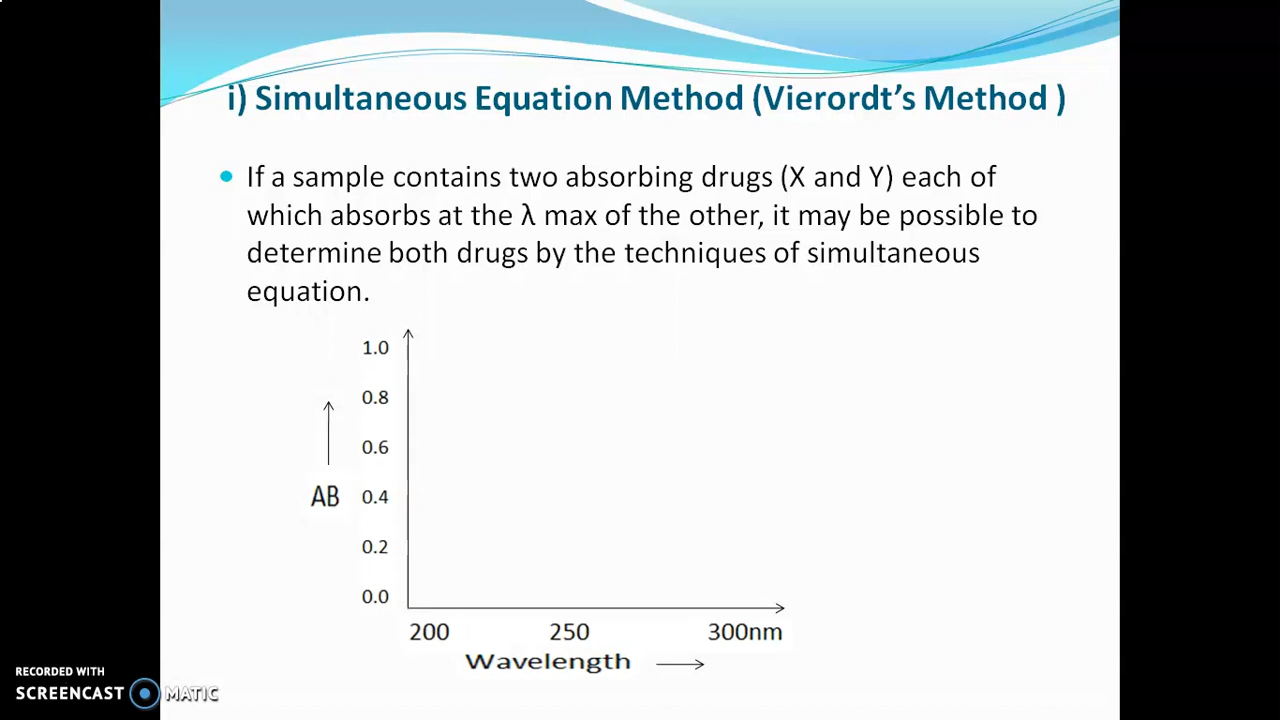 i) Simultaneous Equation Method (Vierordt’s Method )
• If a sample contains two absorbing drugs (X and Y) each of
which absorbs at the λ max of the other, it may be possible to
determine both drugs by the techniques of simultaneous
equation.
1.0
0.8
0.6
AB 0.4
0.2
0.0
200 250 300nm
Wavelength
RECORDED WITH
SCREENCAST MATIC